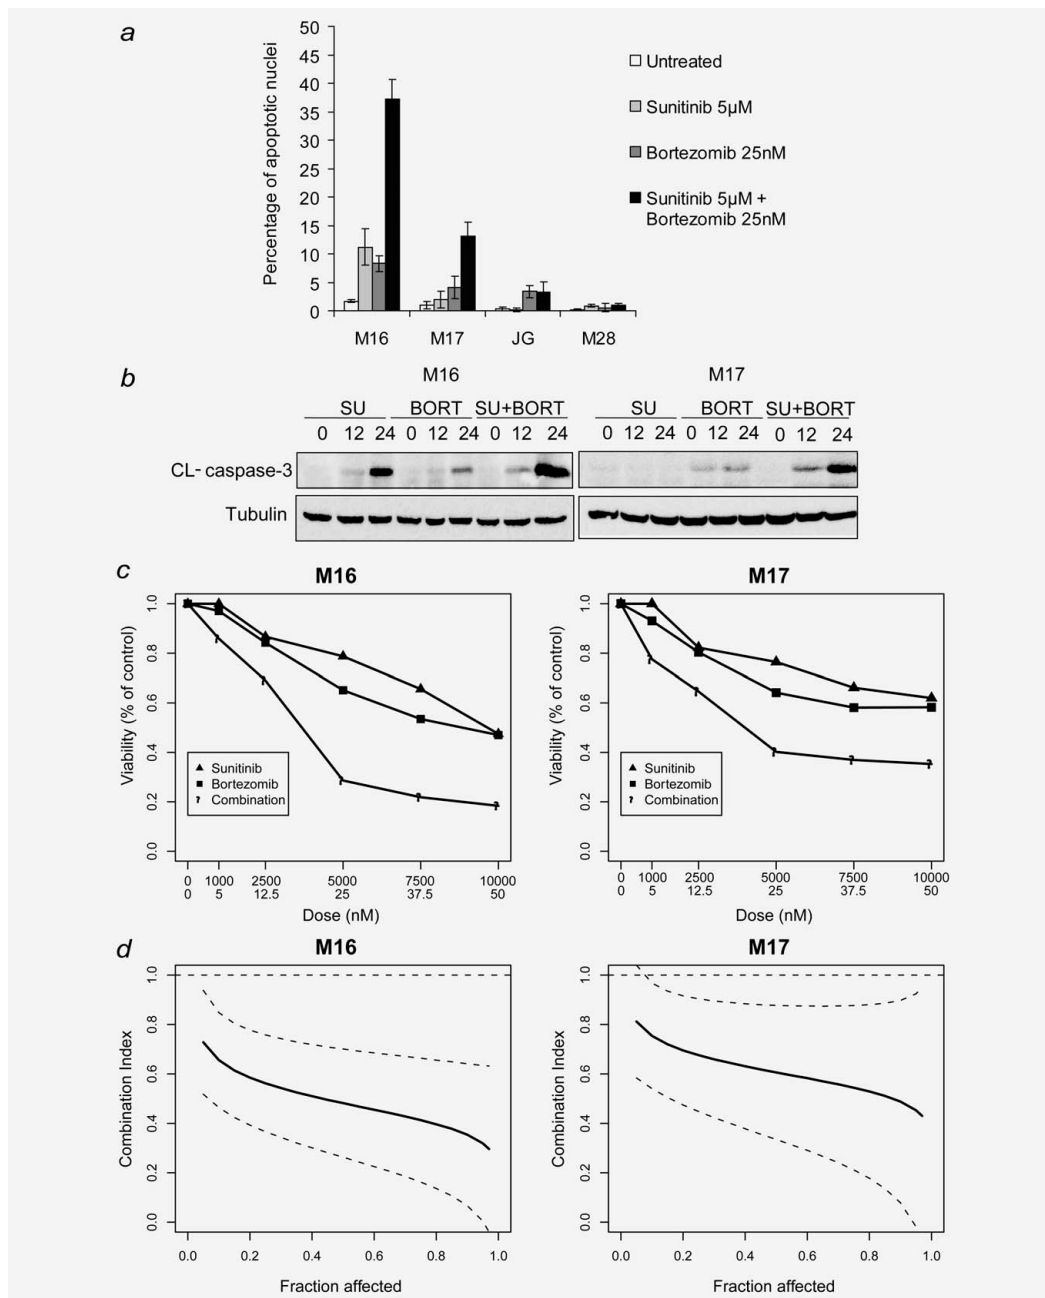 a
50
45
40
35
30
25
20
15
10
5
0
Percentage of apoptotic nuclei
M16 M17 JG M28
Untreated
Sunitinib 5µM
Bortezomib 25nM
Sunitinib 5µM +
Bortezomib 25nM
b
M16 M17
SU BORT SU+BORT SU BORT SU+BORT
0 12 24 0 12 24 0 12 24 0 12 24 0 12 24 0 12 24
CL- caspase-3
Tubulin
c
M16
Viability (% of control)
1.0
0.8
0.6
0.4
0.2
0.0
Sunitinib
Bortezomib
Combination
0 1000 2500 5000 7500 10000
0 5 12.5 25 37.5 50
Dose (nM)
M17
Viability (% of control)
1.0
0.8
0.6
0.4
0.2
0.0
Sunitinib
Bortezomib
Combination
0 1000 2500 5000 7500 10000
0 5 12.5 25 37.5 50
Dose (nM)
d
M16
Combination Index
1.0
0.8
0.6
0.4
0.2
0.0
0.0 0.2 0.4 0.6 0.8 1.0
Fraction affected
M17
Combination Index
1.0
0.8
0.6
0.4
0.2
0.0
0.0 0.2 0.4 0.6 0.8 1.0
Fraction affected